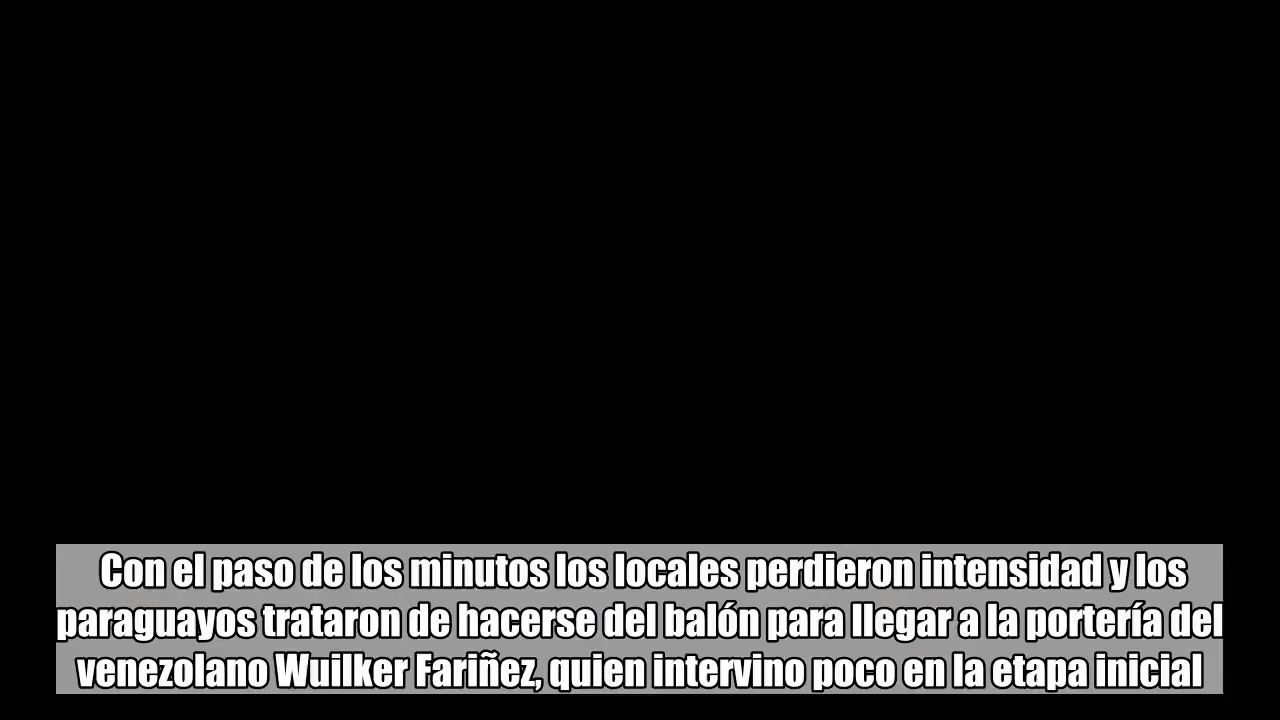 Con el paso de los minutos los locales perdieron intensidad y los
paraguayos trataron de hacerse del balón para llegar a la portería del
venezolano Wuilker Fariñez, quien intervino poco en la etapa inicial